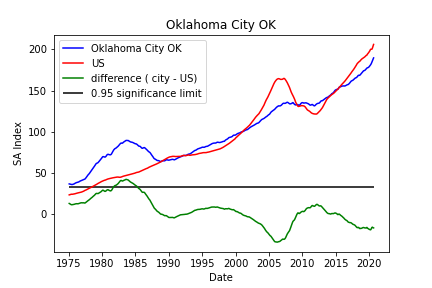 Oklahoma City OK
Oklahoma City OK
US
difference ( city - US)
0.95 significance limit
SA Index
200
150
100
50
0
1975 1980 1985 1990 1995 2000 2005 2010 2015 2020
Date